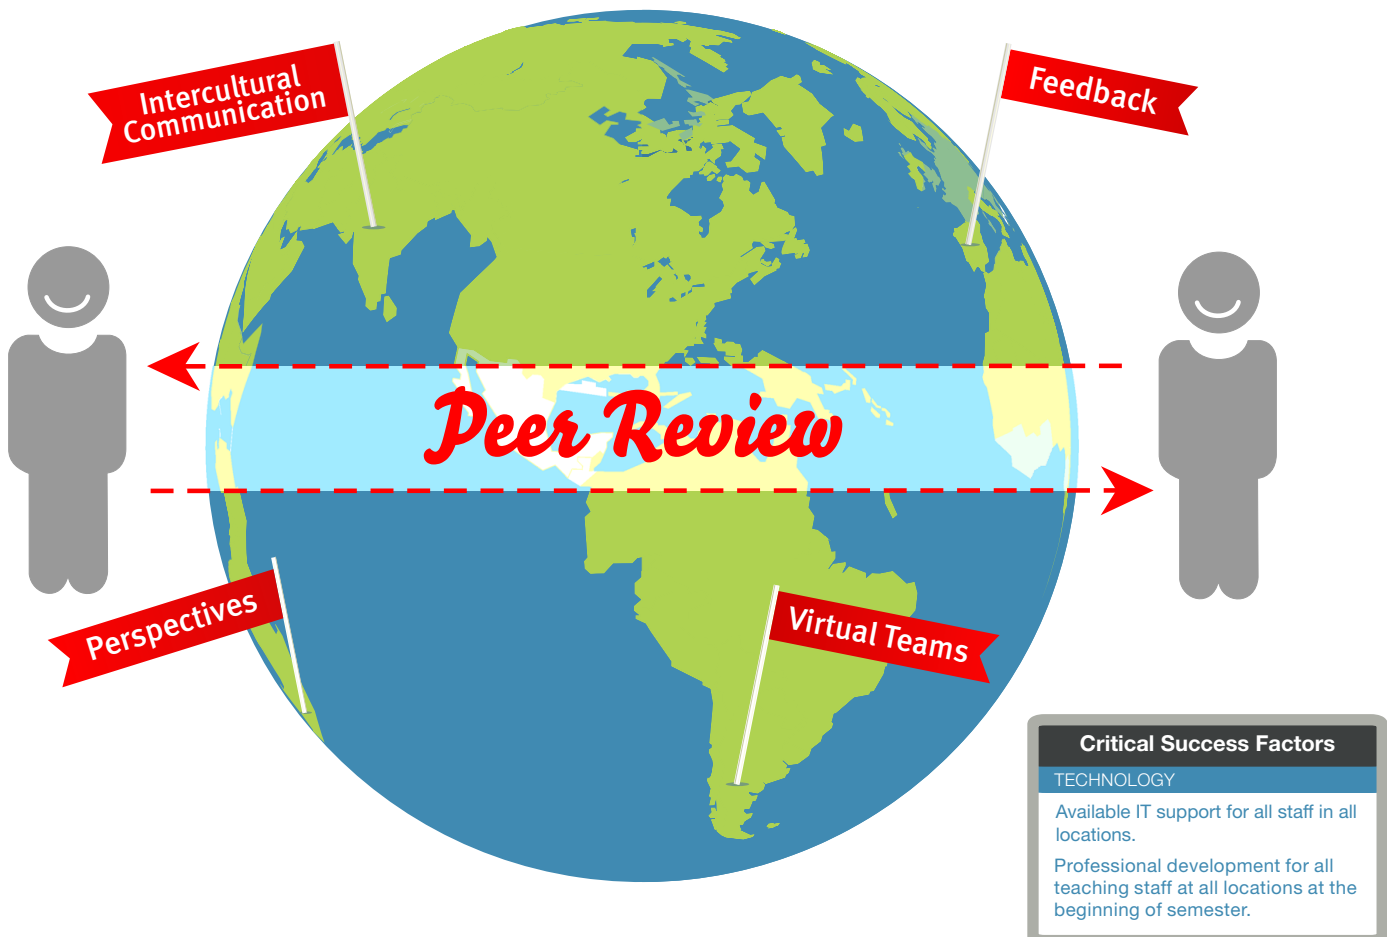 Intercultural
Communication
Feedback
Peer Review
Perspectives
Virtual Teams
Critical Success Factors
TECHNOLOGY
Available IT support for all staff in all
locations.
Professional development for all
teaching staff at all locations at the
beginning of semester.